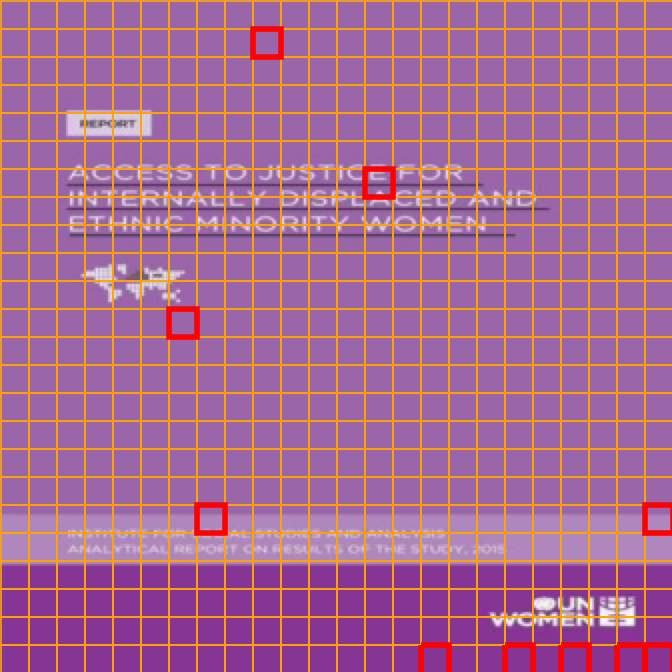 REPORT
ACCESS TO JUSTICE FOR
INTERNALLY DISPLACED AND
ETHNIC MINORITY WOMEN
INSTITUTE FOR SOCIAL STUDIES AND ANALYSIS
ANALYTICAL REPORT ON RESULTS OF THE STUDY, 2015
UN
WOMEN